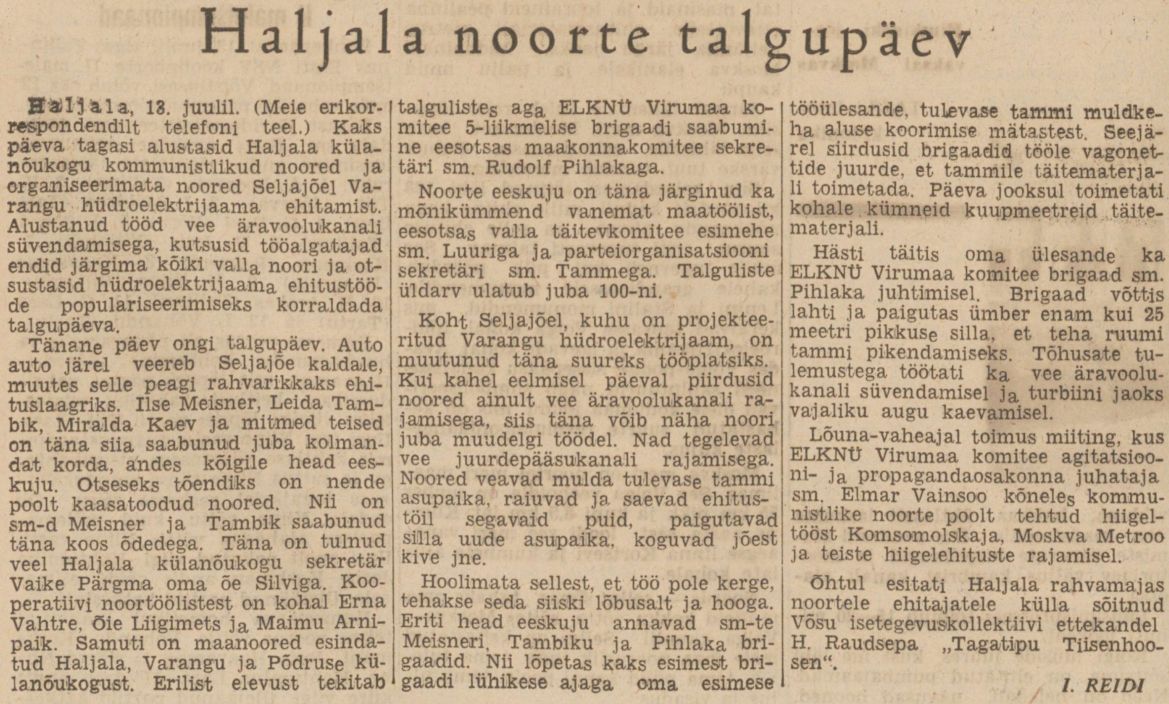 Haljala noorte talgupäev
Haljala, 13. juulil. (Meie erikor-
respondendilt telefoni teel.) Kaks
päeva tagasi alustasid Haljala küla-
nõukogu kommunistlikud noored ja
organiseerimata noored Seljajõel Va-
rangu hüdroelektrijaama ehitamist.
Alustanud tööd vee äravoolukanali
süvendamisega, kutsusid tööalgatajad
endid järgima kõiki valla noori ja ot-
sustasid hüdroelektrijaama ehitustöö-
de populariseerimiseks korraldada
talgupäeva.
Tänane päev ongi talgupäev. Auto
auto järel veereb Seljajõe kaldale,
muutes selle peagi rahvarikkaks ehi-
tuslaagriks. Ilse Meisner, Leida Tam-
bik, Miralda Kaev ja mitmed teised
on täna siia saabunud juba kolman-
dat korda, andes kõigile head ees-
kuju. Otseseks tõendiks on nende
poolt kaasatoodud noored. Nii on
sm-d Meisner ja Tambik saabunud
täna koos õdedega. Täna on tulnud
veel Haljala külanõukogu sekretär
Vaike Pärgma oma õe Silviga. Koo-
peratiivi noortöölistest on kohal Erna
Vahtre, Õie Liigimets ja Maimu Arni-
paik. Samuti on maanoored esinda-
tud Haljala, Varangu ja Põdruse kü-
lanõukogust. Erilist elevust tekitab
talgulistes aga ELKNÜ Virumaa ko-
mitee 5-liikmelise brigaadi saabumi-
ne eesotsas maakonnakomitee sekre-
täri sm. Rudolf Pihlakaga.
Noorte eeskuju on täna järginud ka
mõnikümmend vanemat maatöölist,
eesotsas valla täitevkomitee esimehe
sm. Luuriga ja parteiorganisatsiooni
sekretäri sm. Tammega. Talguliste
üldarv ulatub juba 100-ni.
Koht Seljajõel, kuhu on projektee-
ritud Varangu hüdroelektrijaam, on
muutunud täna suureks tööplatsiks.
Kui kahel eelmisel päeval piirdusid
noored ainult vee äravoolukanali ra-
jamisega, siis täna võib näha noori
juba muudelgi töödel. Nad tegelevad
vee juurdepääsukanali rajamisega.
Noored veavad mulda tulevase tammi
asupaika, raiuvad ja saevad ehitus-
töil segavaid puid, paigutavad
silla uude asupaika, koguvad jõest
kive jne.
Hoolimata sellest, et töö pole kerge,
tehakse seda siiski lõbusalt ja hooga.
Eriti head eeskuju annavad sm-te
Meisneri, Tambiku ja Pihlaka bri-
gaadid. Nii lõpetas kaks esimest bri-
gaadi lühikese ajaga oma esimese
tööülesande, tulevase tammi muldke-
ha aluse koorimise mätastest. Seejä-
rel siirdusid brigaadid tööle vagonet-
tide juurde, et tammile täitematerja-
li toimetada. Päeva jooksul toimetati
kohale kümneid kuupmeetreid täite-
materjali.
Hästi täitis oma ülesande ka
ELKNÜ Virumaa komitee brigaad sm.
Pihlaka juhtimisel. Brigaad võttis
lahti ja paigutas ümber enam kui 25
meetri pikkuse silla, et teha ruumi
tammi pikendamiseks. Tõhusate tu-
lemustega töötati ka vee äravoolu-
kanali süvendamisel ja turbiini jaoks
vajaliku augu kaevamisel.
Lõuna-vaheajal toimus miiting, kus
ELKNÜ Virumaa komitee agitatsioo-
ni- ja propagandaosakonna juhataja
sm. Elmar Vainsoo kõneles kommu-
nistlike noorte poolt tehtud hiigel-
tööst Komsomolskaja, Moskva Metroo
ja teiste hiigelehituste rajamisel.
Õhtul esitati Haljala rahvamajas
noortele ehitajatele külla sõitnud
Võsu isetegevuskollektiivi ettekandel
H. Raudsepa „Tagatipu Tiisenhoo-
sen“.
I. REIDI